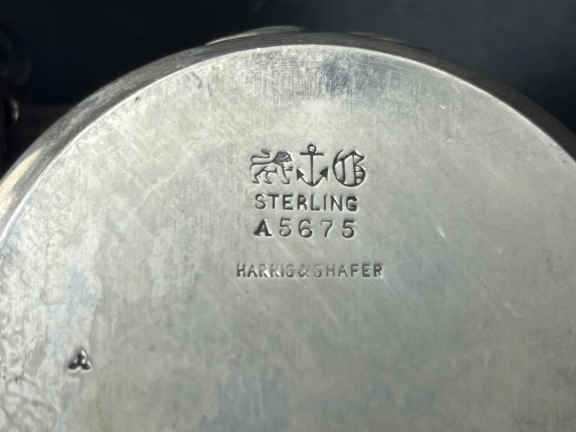 G
STERLING
A5675
HARRIS & SHAFER